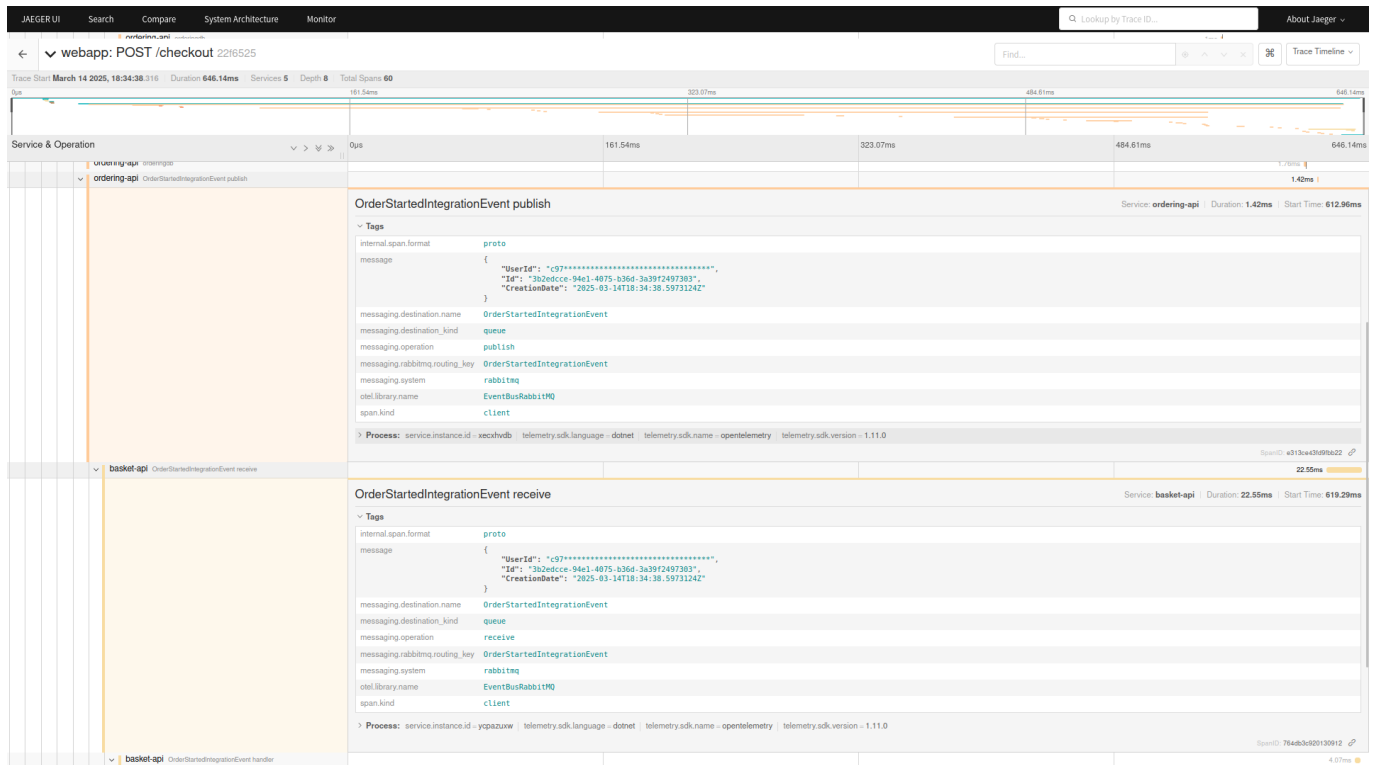 JAEGER UI Search Compare System Architecture Monitor Lookup by Trace ID... About Jaeger
ordering-api orderingdb
webapp: POST /checkout 22f6525 Find... Trace Timeline
Trace Start March 14 2025, 18:34:38.316 Duration 646.14ms Services 5 Depth 8 Total Spans 60
0μs 161.54ms 323.07ms 484.61ms 646.14ms
Service & Operation 0μs 161.54ms 323.07ms 484.61ms 646.14ms
ordering-api orderingdb 1.76ms
ordering-api OrderStartedIntegrationEvent publish 1.42ms
OrderStartedIntegrationEvent publish Service: ordering-api Duration: 1.42ms Start Time: 612.96ms
Tags
internal.span.format proto
message {
"UserId": "c97*********************************",
"Id": "3b2edcce-94e1-4075-b36d-3a39f2497303",
"CreationDate": "2025-03-14T18:34:38.5973124Z"
}
messaging.destination.name OrderStartedIntegrationEvent
messaging.destination_kind queue
messaging.operation publish
messaging.rabbitmq.routing_key OrderStartedIntegrationEvent
messaging.system rabbitmq
otel.library.name EventBusRabbitMQ
span.kind client
Process: service.instance.id = xecxhvdb telemetry.sdk.language = dotnet telemetry.sdk.name = opentelemetry telemetry.sdk.version = 1.11.0
SpanID: e313ce43fd9fbb22
basket-api OrderStartedIntegrationEvent receive 22.55ms
OrderStartedIntegrationEvent receive Service: basket-api Duration: 22.55ms Start Time: 619.29ms
Tags
internal.span.format proto
message {
"UserId": "c97*********************************",
"Id": "3b2edcce-94e1-4075-b36d-3a39f2497303",
"CreationDate": "2025-03-14T18:34:38.5973124Z"
}
messaging.destination.name OrderStartedIntegrationEvent
messaging.destination_kind queue
messaging.operation receive
messaging.rabbitmq.routing_key OrderStartedIntegrationEvent
messaging.system rabbitmq
otel.library.name EventBusRabbitMQ
span.kind client
Process: service.instance.id = ycpazuxw telemetry.sdk.language = dotnet telemetry.sdk.name = opentelemetry telemetry.sdk.version = 1.11.0
SpanID: 764db3c920130912
basket-api OrderStartedIntegrationEvent handler 4.07ms